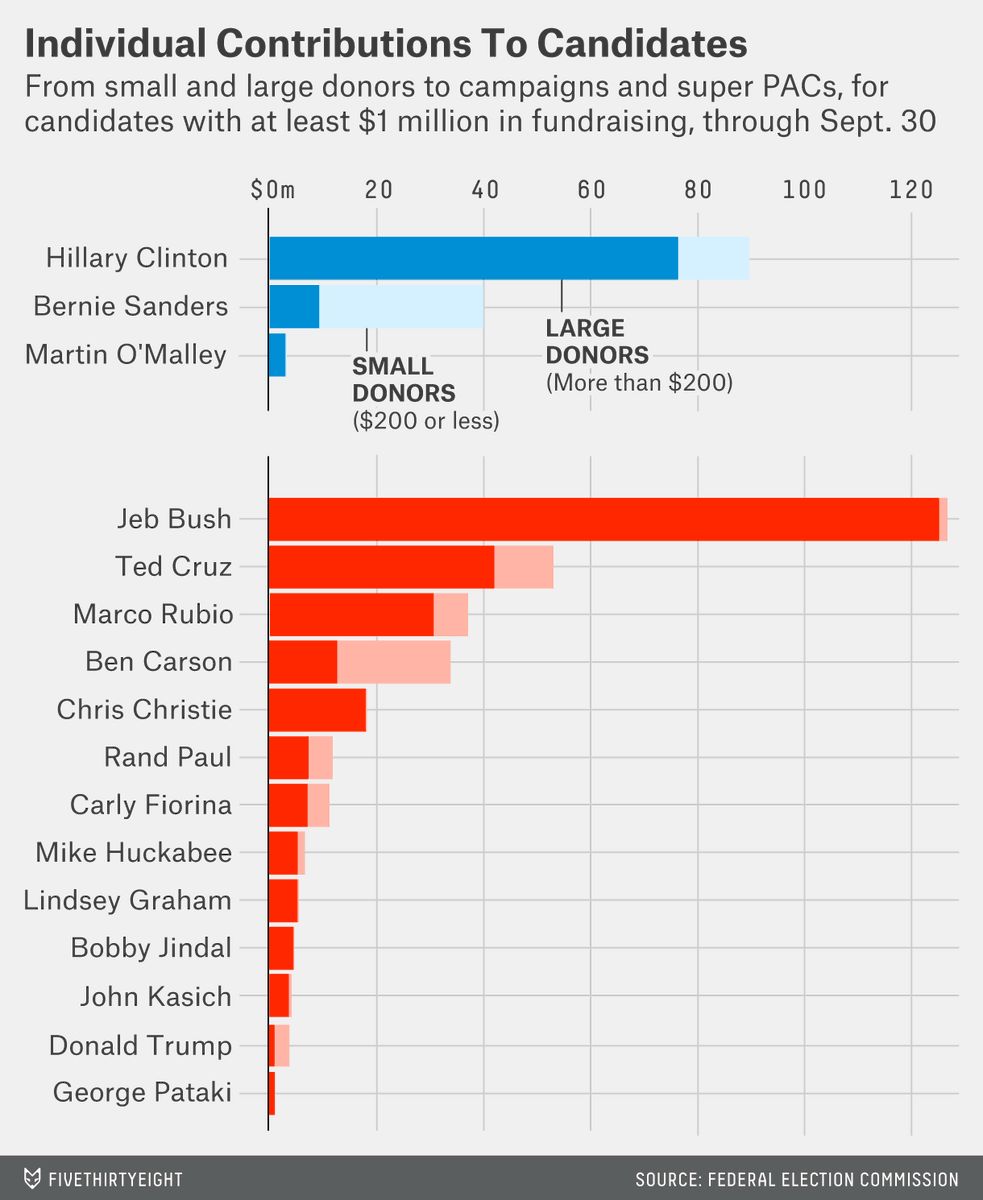 Individual Contributions To Candidates
From small and large donors to campaigns and super PACs, for
candidates with at least $1 million in fundraising, through Sept. 30
$0m 20 40 60 80 100 120
Hillary Clinton
Bernie Sanders
Martin O'Malley
LARGE
DONORS
(More than $200)
SMALL
DONORS
($200 or less)
Jeb Bush
Ted Cruz
Marco Rubio
Ben Carson
Chris Christie
Rand Paul
Carly Fiorina
Mike Huckabee
Lindsey Graham
Bobby Jindal
John Kasich
Donald Trump
George Pataki
FIVETHIRTYEIGHT
SOURCE: FEDERAL ELECTION COMMISSION